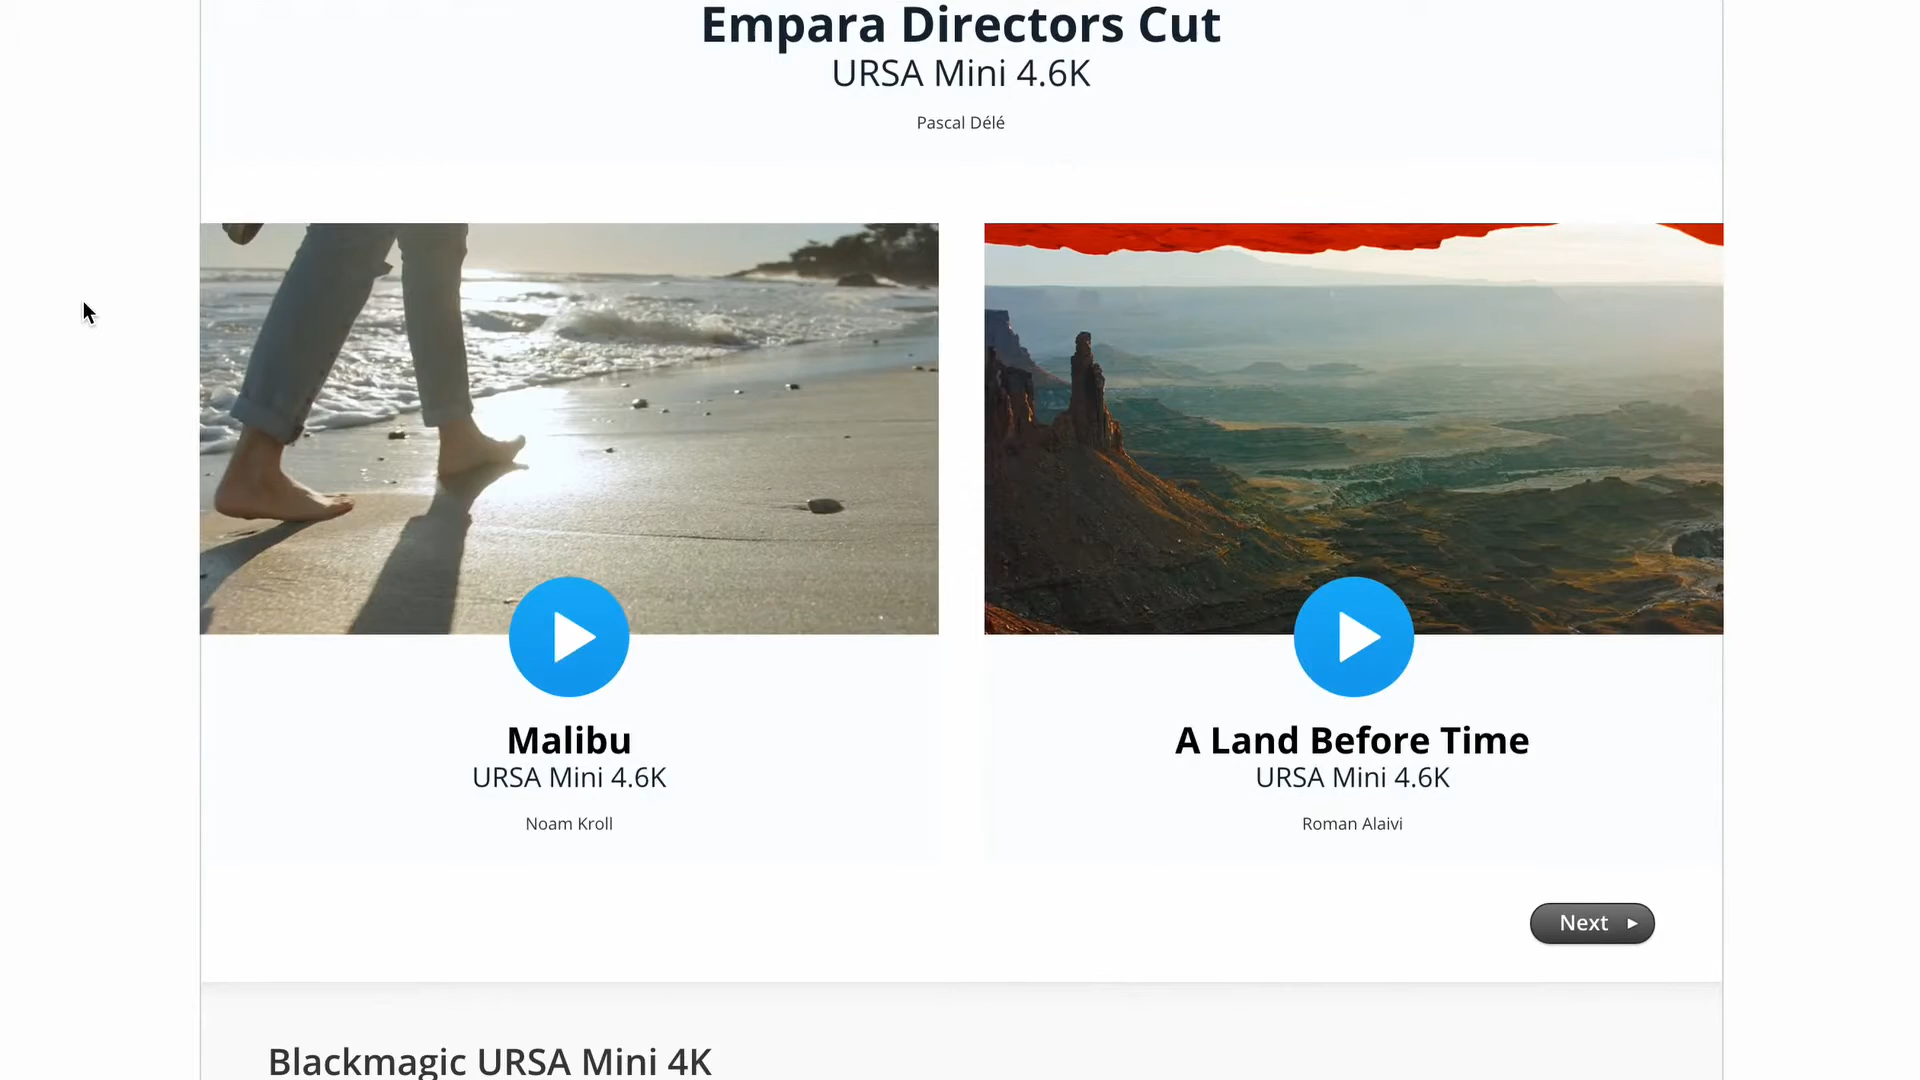 Empara Directors Cut
URSA Mini 4.6K
Pascal Délé
Malibu
URSA Mini 4.6K
Noam Kroll
A Land Before Time
URSA Mini 4.6K
Roman Alaivi
Next
Blackmagic URSA Mini 4K